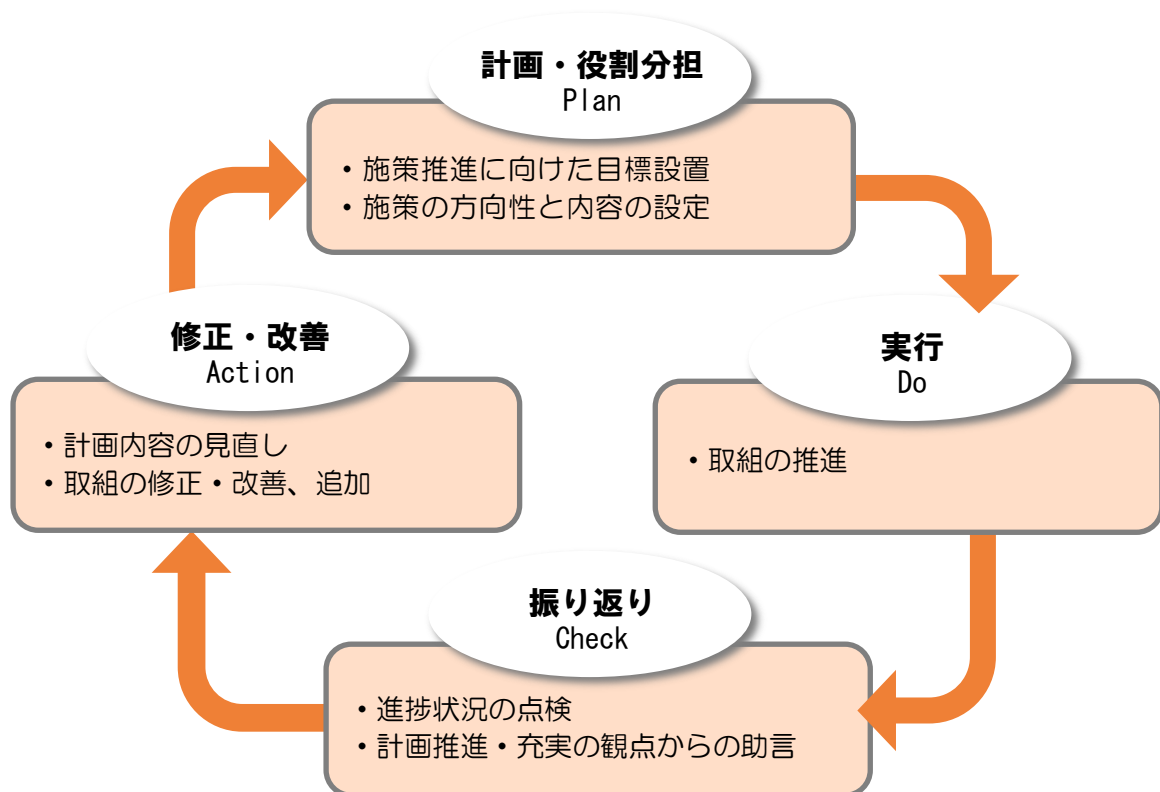 計画・役割分担
Plan
・施策推進に向けた目標設置
・施策の方向性と内容の設定
実行
Do
・取組の推進
振り返り
Check
・進捗状況の点検
・計画推進・充実の観点からの助言
修正・改善
Action
・計画内容の見直し
・取組の修正・改善、追加